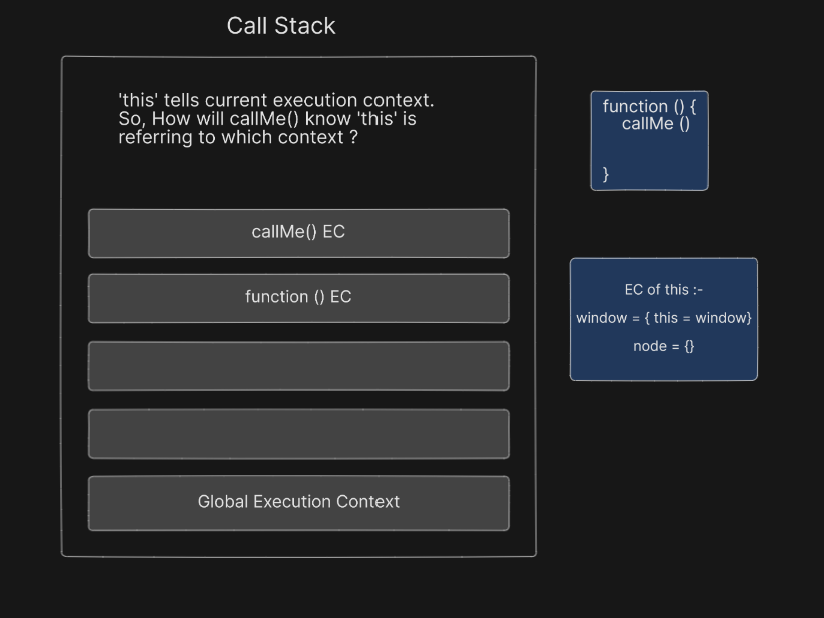 Call Stack
'this' tells current execution context.
So, How will callMe() know 'this' is
referring to which context ?
callMe() EC
function () EC
Global Execution Context
function () {
callMe ()
}
EC of this :-
window = { this = window}
node = {}